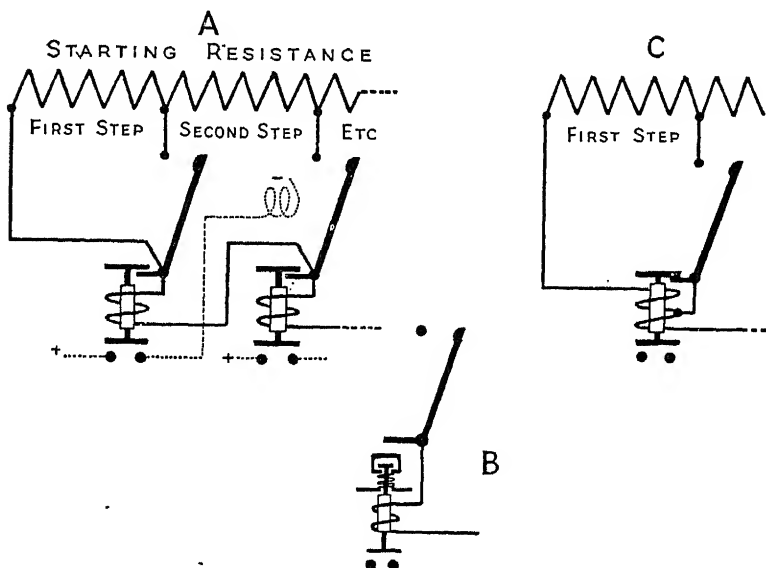 A
STARTING RESISTANCE
FIRST STEP SECOND STEP ETC
C
FIRST STEP
−
+
+
B